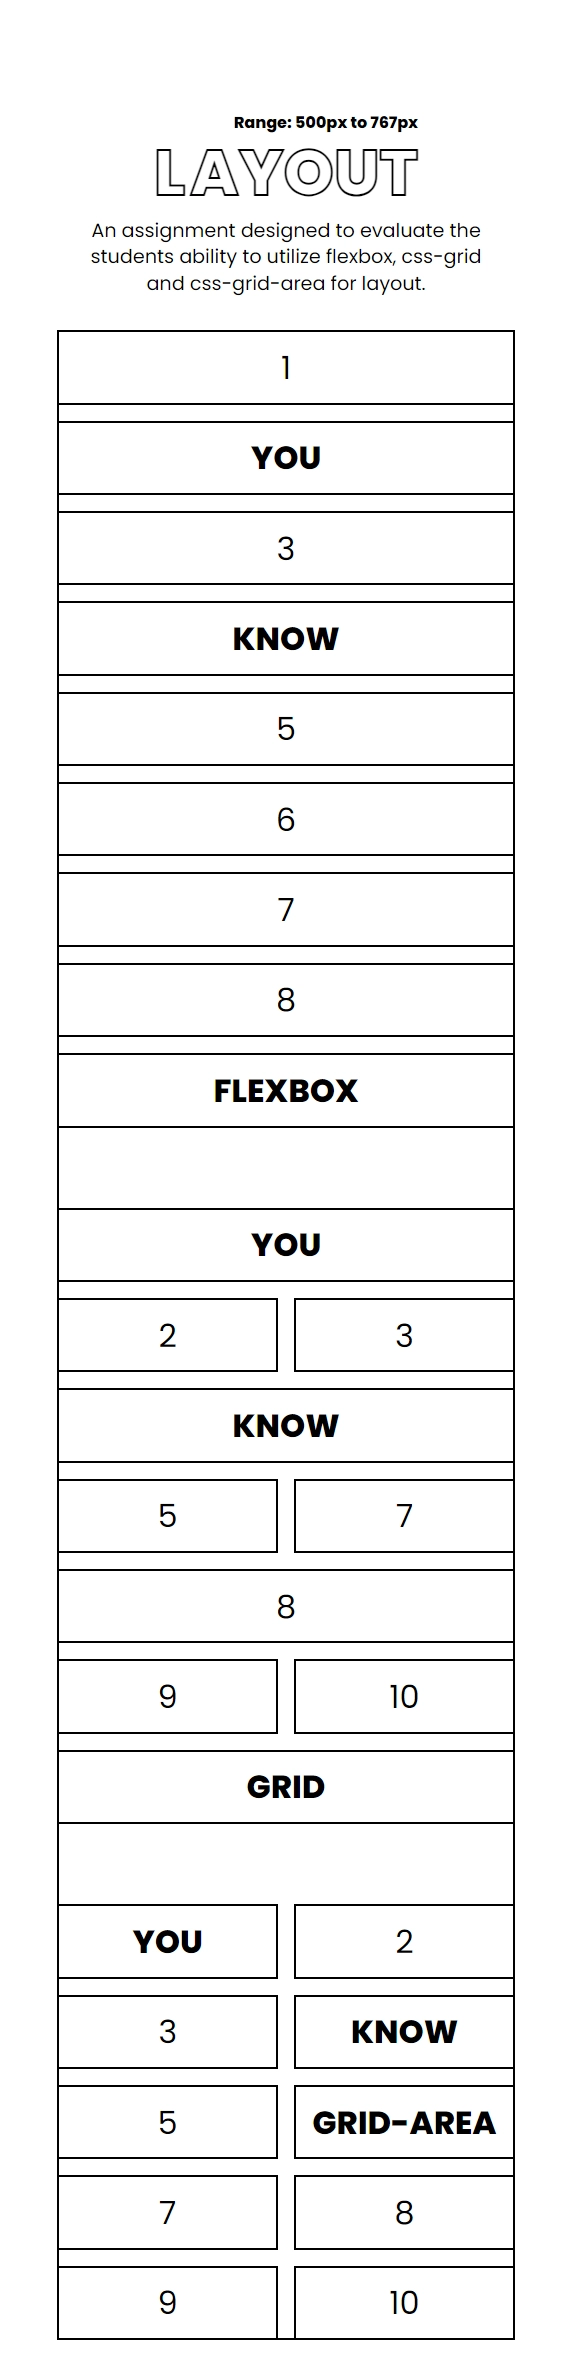 Range: 500px to 767px
LAYOUT
An assignment designed to evaluate the
students ability to utilize flexbox, css-grid
and css-grid-area for layout.
1
YOU
3
KNOW
5
6
7
8
FLEXBOX
YOU
2 3
KNOW
5 7
8
9 10
GRID
YOU 2
3 KNOW
5 GRID-AREA
7 8
9 10